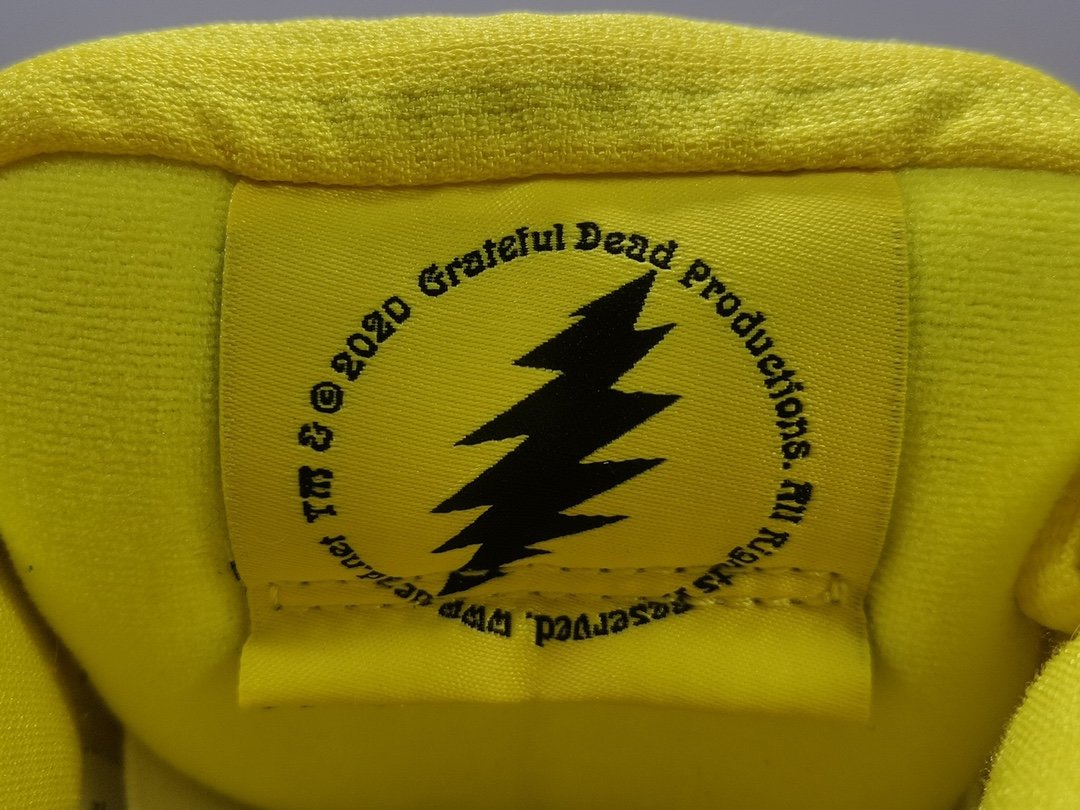 TM & © 2020 Grateful Dead Productions. All Rights Reserved. www.dead.net